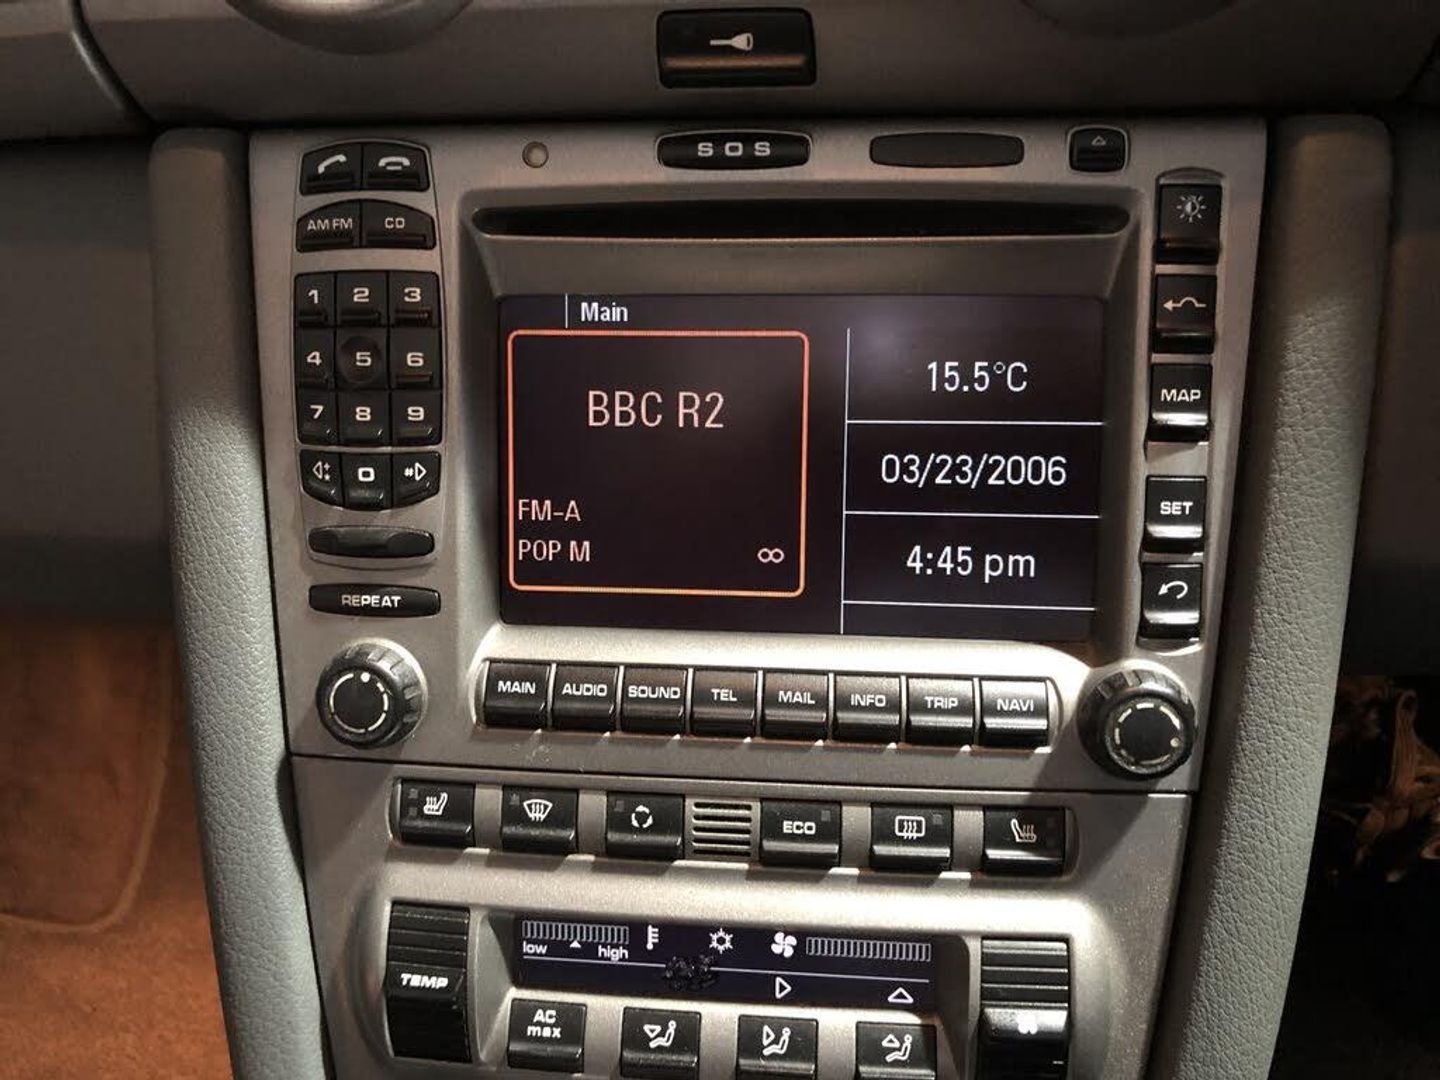 SOS
AM FM
CD
1 2 3
4 5 6
7 8 9
* 0 #
REPEAT
Main
BBC R2
FM-A
POP M
15.5°C
03/23/2006
4:45 pm
MAP
SET
MAIN AUDIO SOUND TEL MAIL INFO TRIP NAVI
ECO
low high
TEMP
AC
max